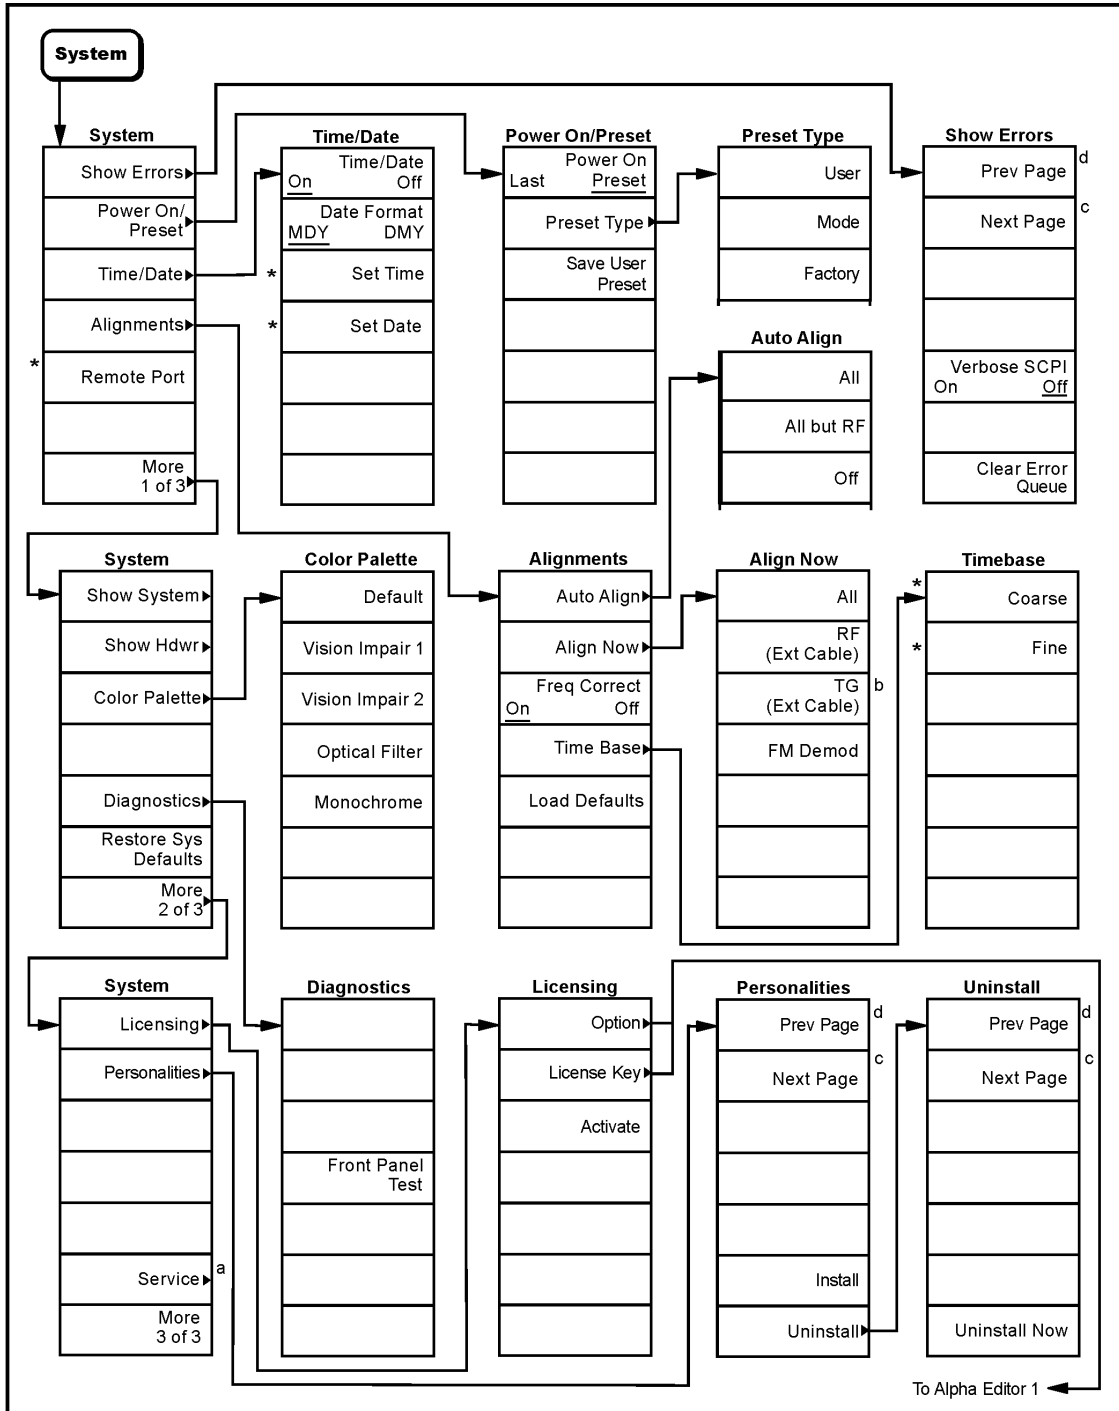 System
System
Show Errors
Power On/
Preset
Time/Date
Alignments
*
Remote Port
More
1 of 3
Time/Date
Time/Date
On Off
Date Format
MDY DMY
* Set Time
* Set Date
Power On/Preset
Power On
Last Preset
Preset Type
Save User
Preset
Preset Type
User
Mode
Factory
Auto Align
All
All but RF
Off
Show Errors
Prev Page d
Next Page c
Verbose SCPI
On Off
Clear Error
Queue
System
Show System
Show Hdwr
Color Palette
Diagnostics
Restore Sys
Defaults
More
2 of 3
Color Palette
Default
Vision Impair 1
Vision Impair 2
Optical Filter
Monochrome
Alignments
Auto Align
Align Now
Freq Correct
On Off
Time Base
Load Defaults
Align Now
All
RF
(Ext Cable)
TG b
(Ext Cable)
FM Demod
Timebase
* Coarse
* Fine
System
Licensing
Personalities
Service a
More
3 of 3
Diagnostics
Front Panel
Test
Licensing
Option
License Key
Activate
Personalities
Prev Page d
Next Page c
Install
Uninstall
Uninstall
Prev Page d
Next Page c
Uninstall Now
To Alpha Editor 1